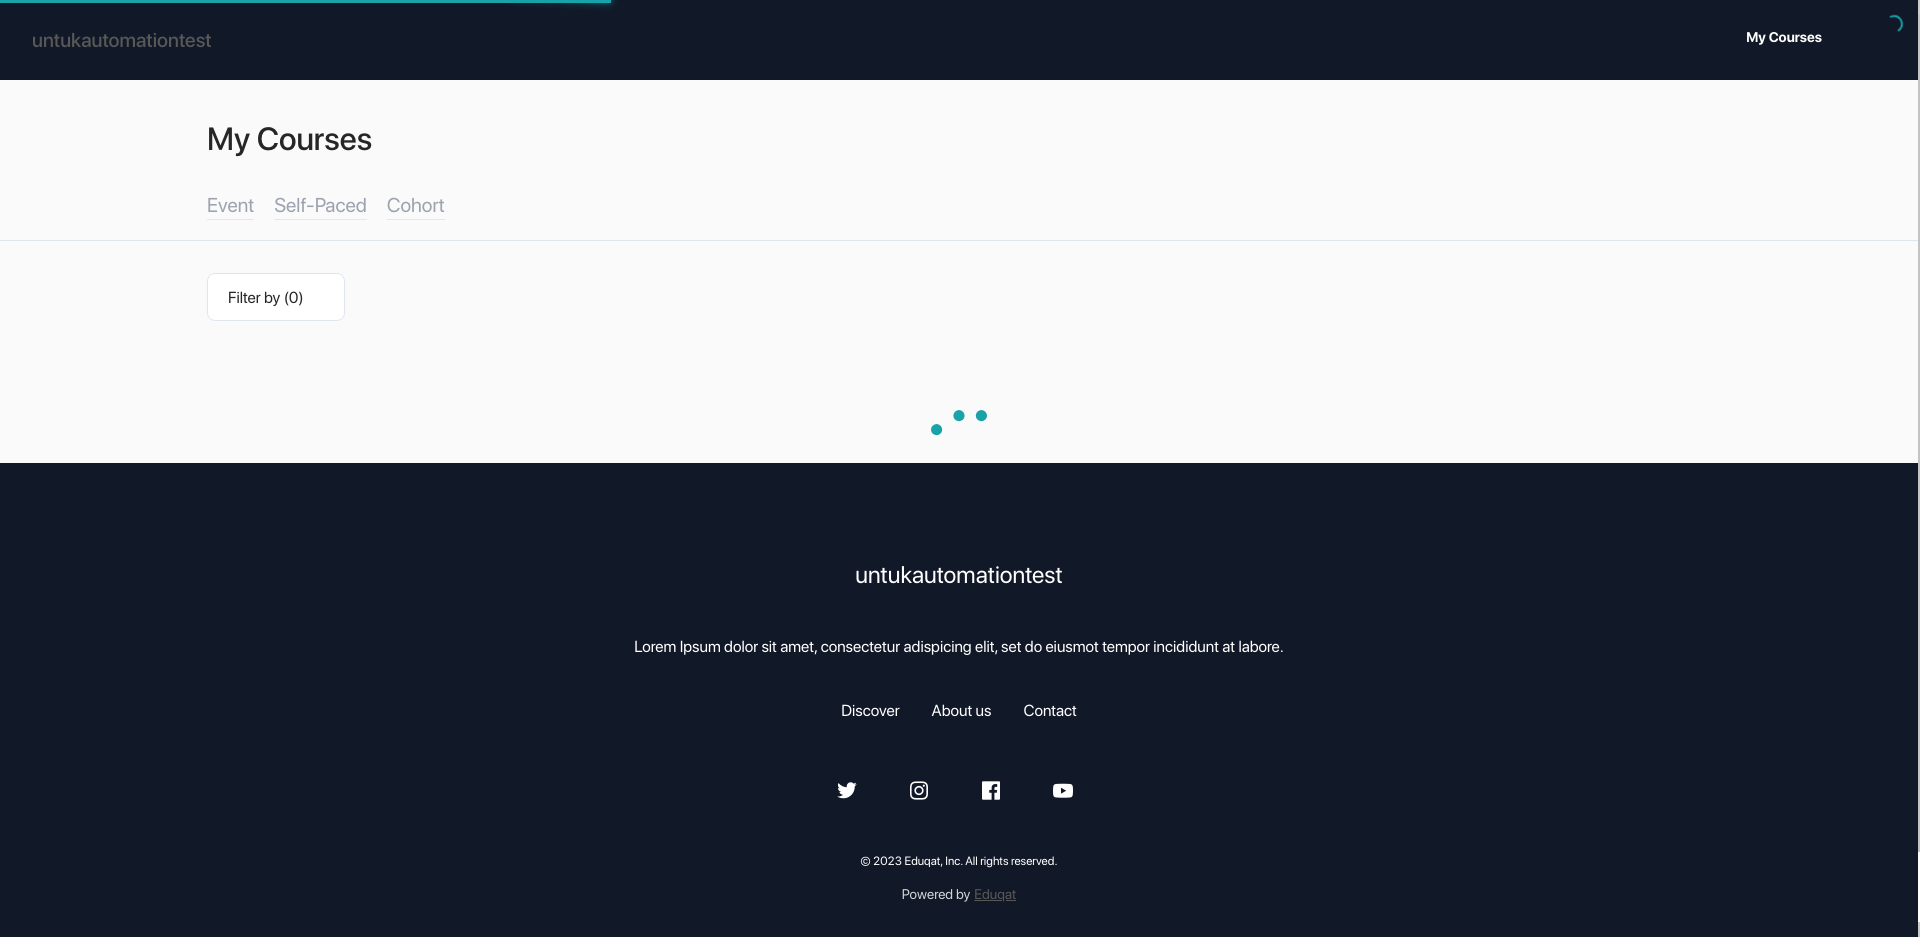 untukautomationtest
My Courses
My Courses
Event Self-Paced Cohort
Filter by (0)
untukautomationtest
Lorem Ipsum dolor sit amet, consectetur adispicing elit, set do eiusmot tempor incididunt at labore.
Discover About us Contact
© 2023 Eduqat, Inc. All rights reserved.
Powered by Eduqat